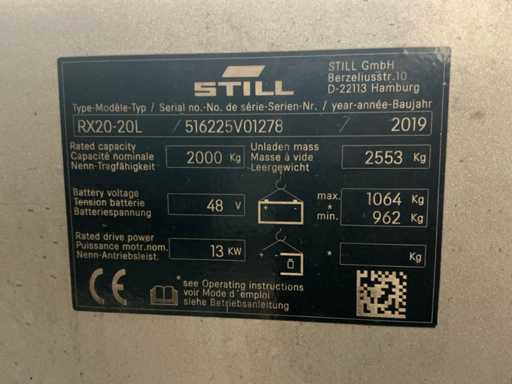 STILL
STILL GmbH
Berzeliusstr.10
D-22113 Hamburg
Type-Modèle-Typ / Serial no.-No. de série-Serien-Nr. / year-année-Baujahr
RX20-20L / 516225V01278 / 2019
Rated capacity
Capacité nominale
Nenn-Tragfähigkeit
2000 Kg
Unladen mass
Masse à vide
Leergewicht
2553 Kg
Battery voltage
Tension batterie
Batteriespannung
48 V
max. 1064 Kg
*
min. 962 Kg
Rated drive power
Puissance motr.nom.
Nenn-Antriebsleist.
13 KW
* Kg
CE
*see Operating instructions
voir Mode d'emploi
siehe Betriebsanleitung